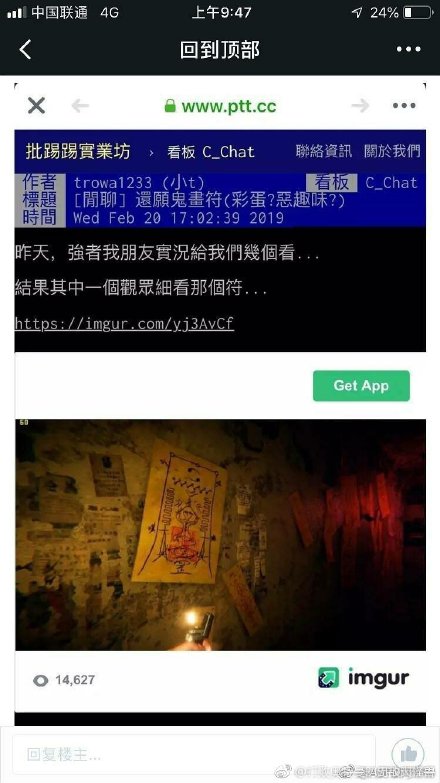 中国联通 4G 上午9:47 24%
回到顶部
www.ptt.cc
批踢踢實業坊 › 看板 C_Chat 聯絡資訊 關於我們
作者 trowa1233 (小t) 看板 C_Chat
標題 [閒聊] 還願鬼畫符(彩蛋?惡趣味?)
時間 Wed Feb 20 17:02:39 2019
昨天, 強者我朋友實況給我們幾個看...
結果其中一個觀眾細看那個符...
https://imgur.com/yj3AvCf
Get App
60
14,627 imgur
回复楼主...